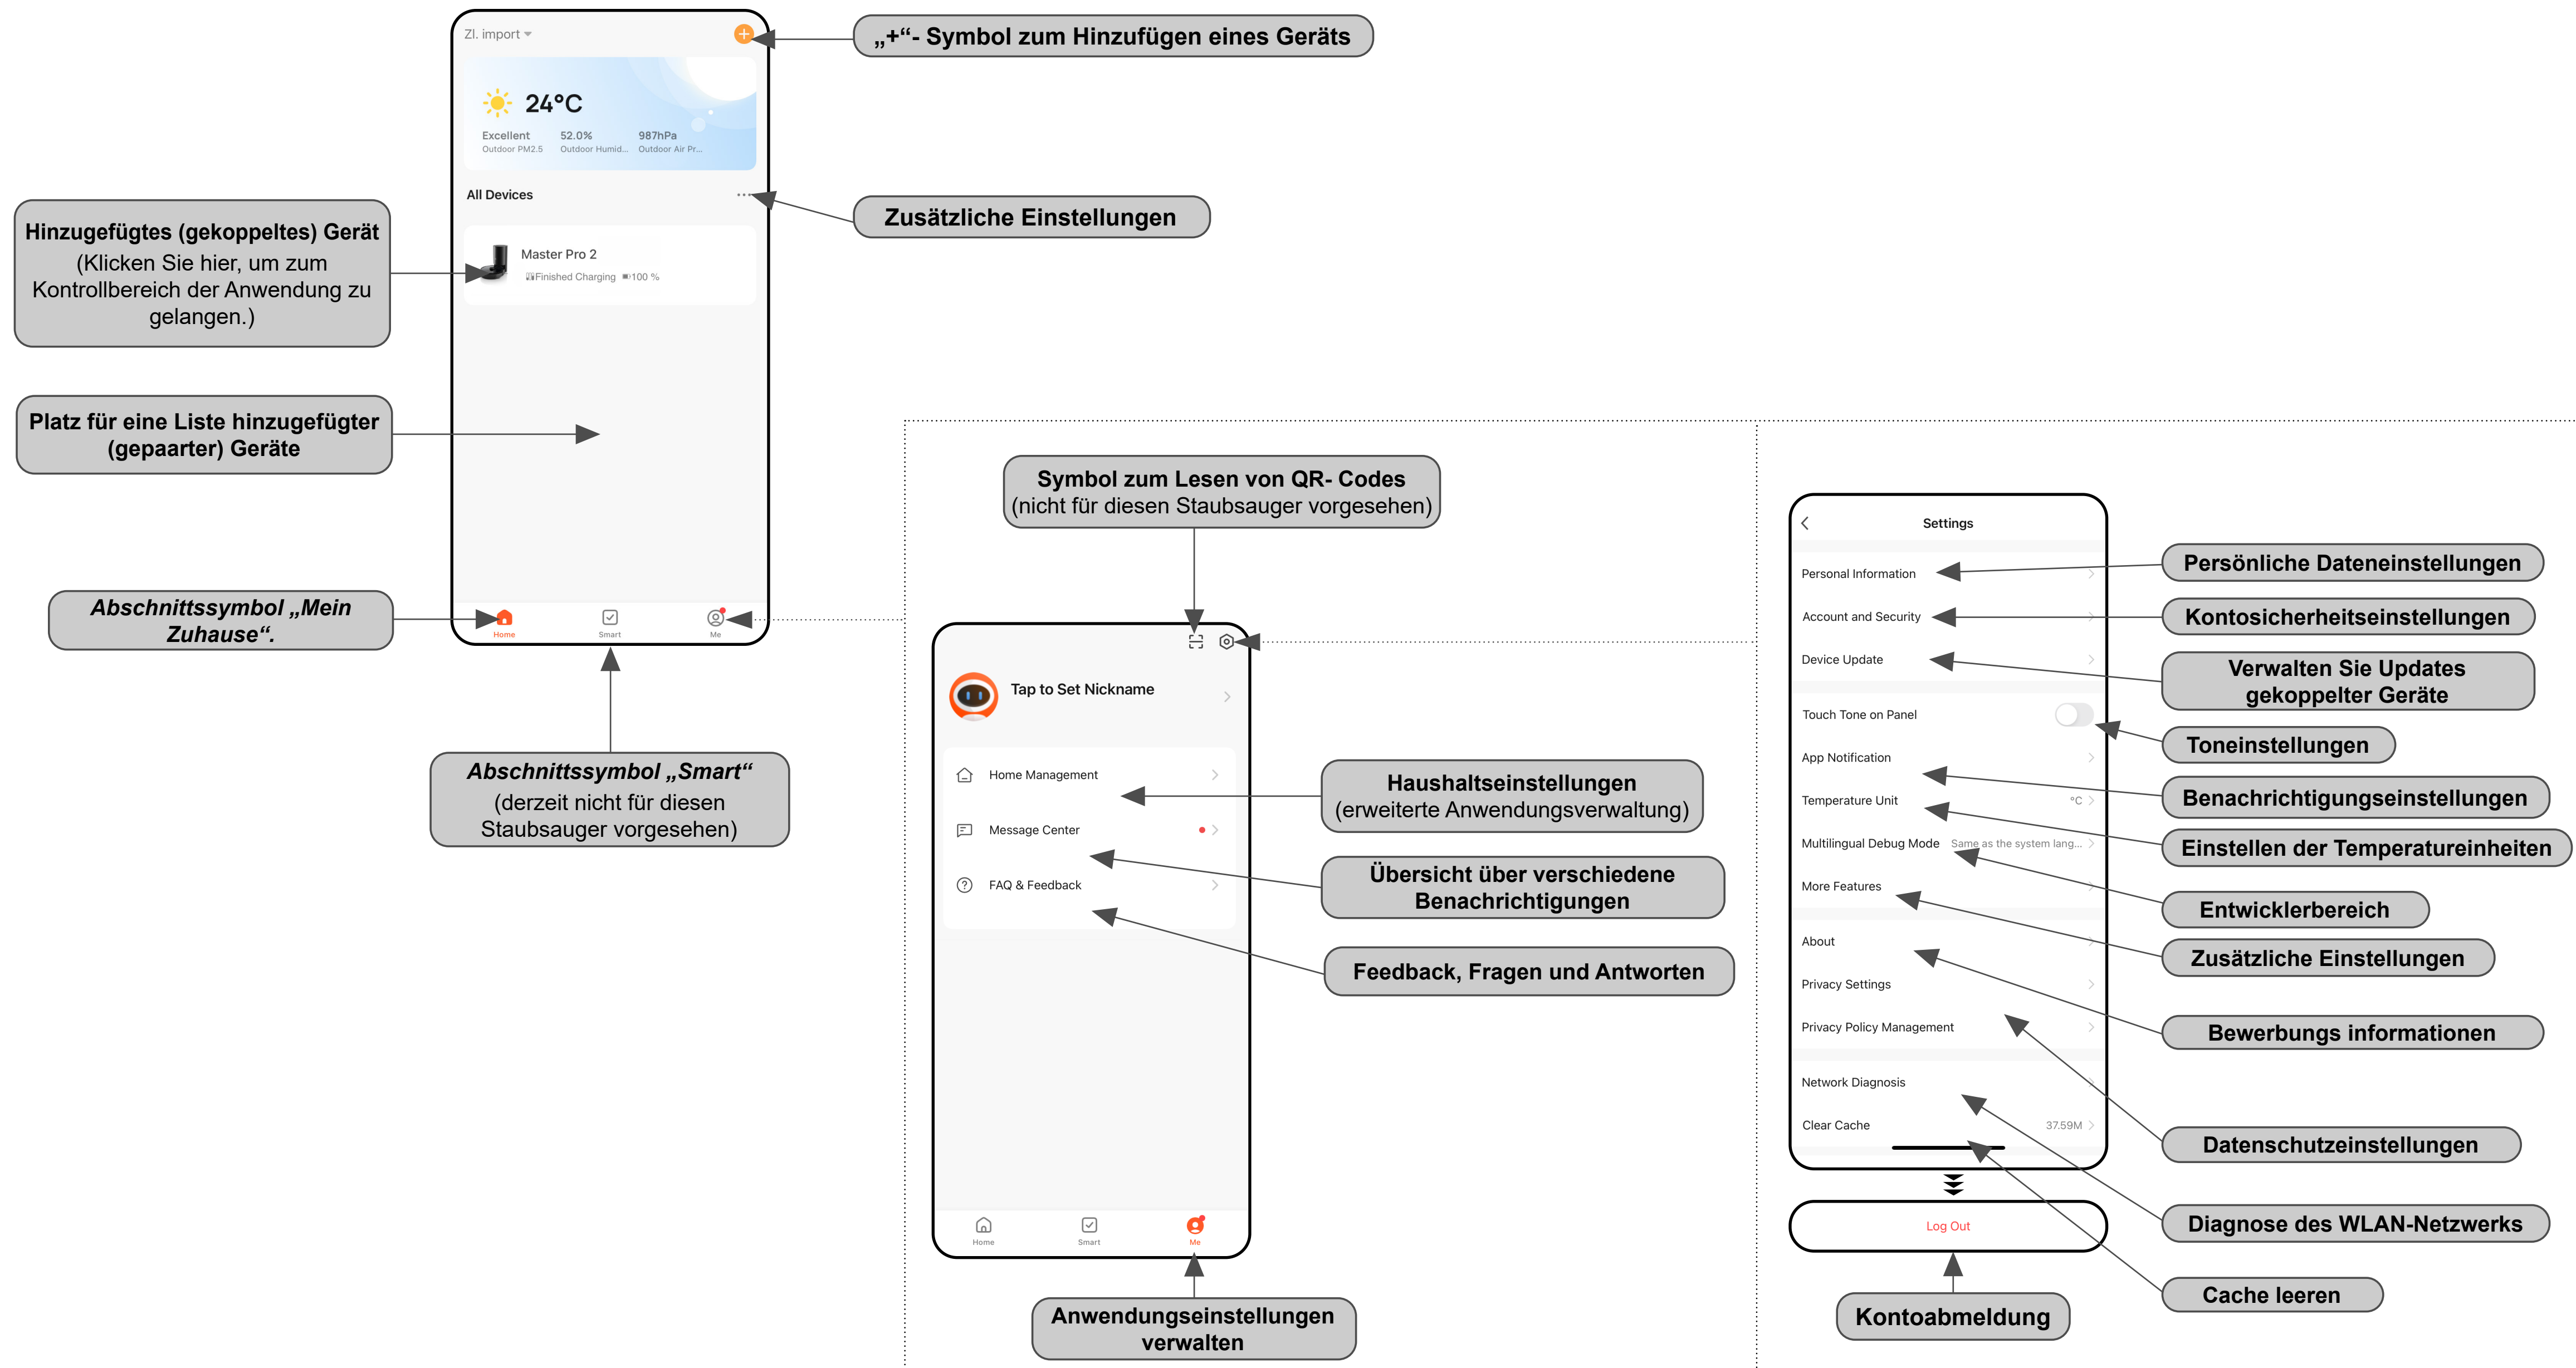 Zl. import
„+“- Symbol zum Hinzufügen eines Geräts
24°C
Excellent 52.0% 987hPa
Outdoor PM2.5 Outdoor Humid... Outdoor Air Pr...
All Devices
Zusätzliche Einstellungen
Hinzugefügtes (gekoppeltes) Gerät
(Klicken Sie hier, um zum
Kontrollbereich der Anwendung zu
gelangen.)
Master Pro 2
Finished Charging 100 %
Platz für eine Liste hinzugefügter
(gepaarter) Geräte
Abschnittssymbol „Mein
Zuhause“.
Home Smart Me
Abschnittssymbol „Smart“
(derzeit nicht für diesen
Staubsauger vorgesehen)
Symbol zum Lesen von QR- Codes
(nicht für diesen Staubsauger vorgesehen)
Tap to Set Nickname
Home Management
Message Center
FAQ & Feedback
Haushaltseinstellungen
(erweiterte Anwendungsverwaltung)
Übersicht über verschiedene
Benachrichtigungen
Feedback, Fragen und Antworten
Home Smart Me
Anwendungseinstellungen
verwalten
Settings
Personal Information
Account and Security
Device Update
Touch Tone on Panel
App Notification
Temperature Unit °C
Multilingual Debug Mode Same as the system lang...
More Features
About
Privacy Settings
Privacy Policy Management
Network Diagnosis
Clear Cache 37.59M
Log Out
Kontoabmeldung
Persönliche Dateneinstellungen
Kontosicherheitseinstellungen
Verwalten Sie Updates
gekoppelter Geräte
Toneinstellungen
Benachrichtigungseinstellungen
Einstellen der Temperatureinheiten
Entwicklerbereich
Zusätzliche Einstellungen
Bewerbungs informationen
Datenschutzeinstellungen
Diagnose des WLAN-Netzwerks
Cache leeren